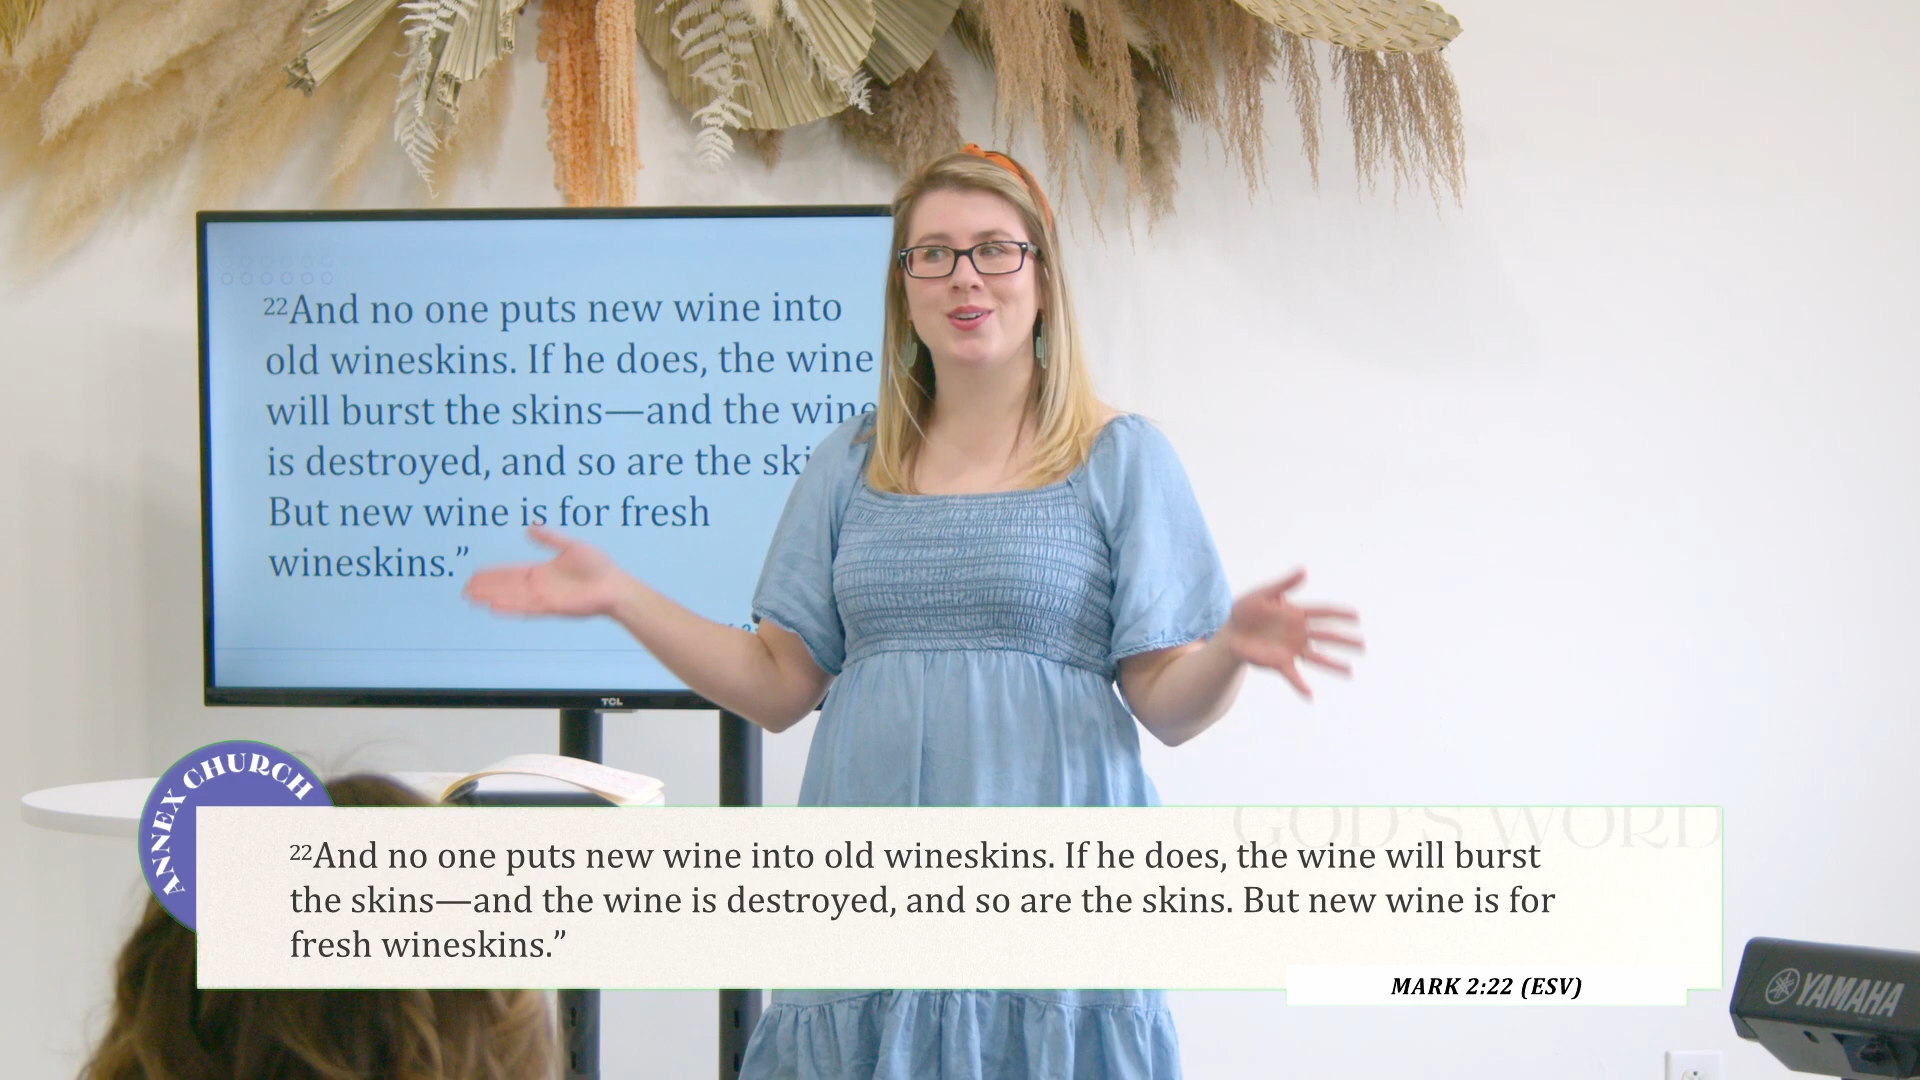 22And no one puts new wine into
old wineskins. If he does, the wine
will burst the skins—and the wine
is destroyed, and so are the
But new wine is for fresh
wineskins.”
TCL
ANNEX CHURCH
GOD'S WORD
22And no one puts new wine into old wineskins. If he does, the wine will burst
the skins—and the wine is destroyed, and so are the skins. But new wine is for
fresh wineskins.”
MARK 2:22 (ESV)
YAMAHA